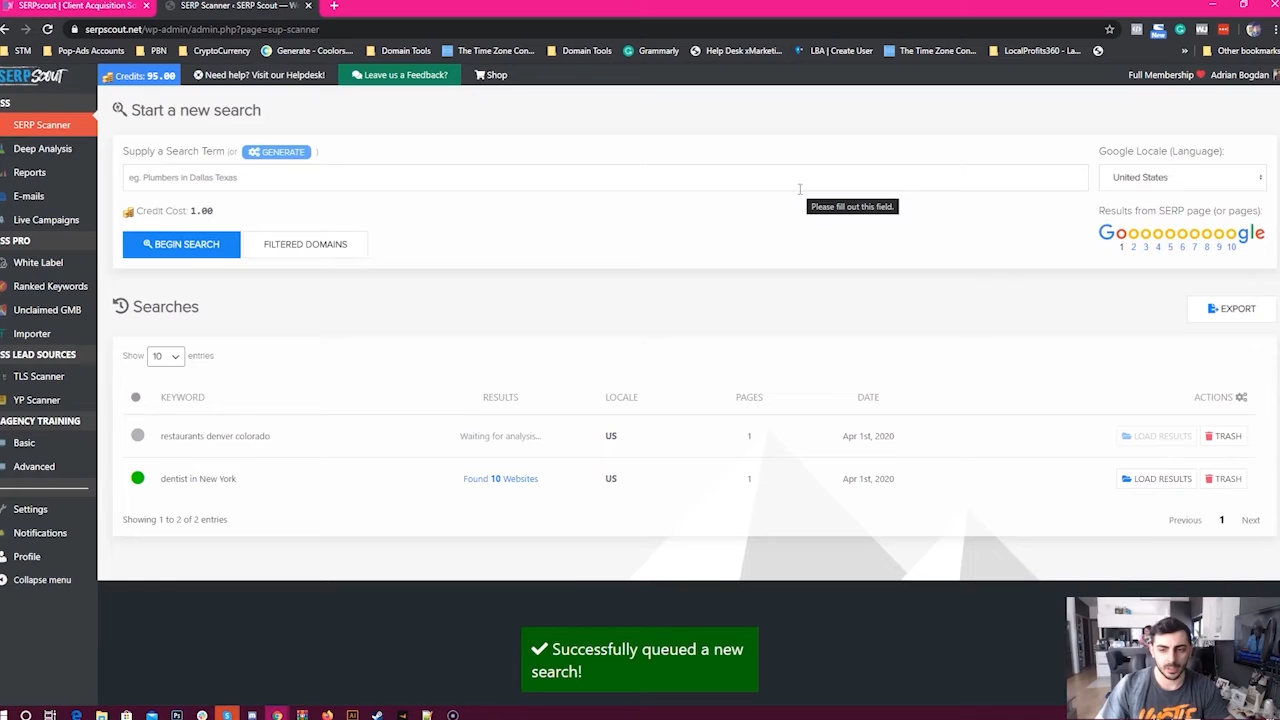 SERPscout | Client Acquisition S
SERP Scanner ‹ SERP Scout — W
serpscout.net/wp-admin/admin.php?page=sup-scanner
STM
Pop-Ads Accounts
PBN
CryptoCurrency
Generate - Coolors...
Domain Tools
The Time Zone Con...
Domain Tools
Grammarly
Help Desk xMarketi...
LBA | Create User
The Time Zone Con...
LocalProfits360 - La...
»
Other bookmarks
SERPSCOUT
Credits: 95.00
Need help? Visit our Helpdesk!
Leave us a Feedback?
Shop
Full Membership
Adrian Bogdan
SS
SERP Scanner
Deep Analysis
Reports
E-Mails
Live Campaigns
SS PRO
White Label
Ranked Keywords
Unclaimed GMB
Importer
SS LEAD SOURCES
TLS Scanner
YP Scanner
AGENCY TRAINING
Basic
Advanced
Settings
Notifications
Profile
Collapse menu
Start a new search
Supply a Search Term (or GENERATE )
Google Locale (Language):
eg. Plumbers in Dallas Texas
United States
Please fill out this field.
Credit Cost: 1.00
Results from SERP page (or pages):
Goooooooooogle
1 2 3 4 5 6 7 8 9 10
BEGIN SEARCH
FILTERED DOMAINS
Searches
EXPORT
Show 10 entries
KEYWORD RESULTS LOCALE PAGES DATE ACTIONS
restaurants denver colorado Waiting for analysis... US 1 Apr 1st, 2020 LOAD RESULTS TRASH
dentist in New York Found 10 Websites US 1 Apr 1st, 2020 LOAD RESULTS TRASH
Showing 1 to 2 of 2 entries
Previous 1 Next
Successfully queued a new
search!